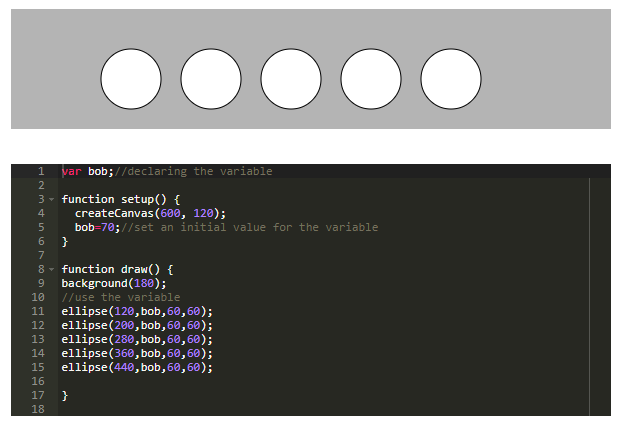 1 var bob;//declaring the variable
2
3 function setup() {
4 createCanvas(600, 120);
5 bob=70;//set an initial value for the variable
6 }
7
8 function draw() {
9 background(180);
10 //use the variable
11 ellipse(120,bob,60,60);
12 ellipse(200,bob,60,60);
13 ellipse(280,bob,60,60);
14 ellipse(360,bob,60,60);
15 ellipse(440,bob,60,60);
16
17 }
18